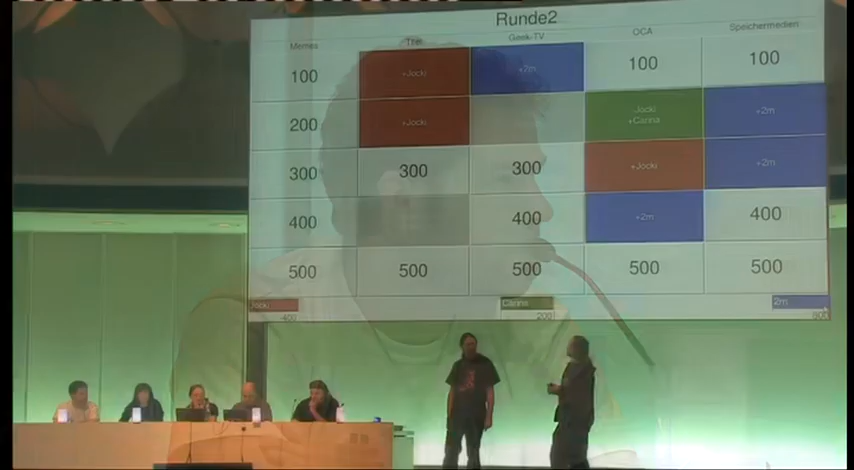 Runde2
Memes Tier Geek-TV OCA Speichermedien
100 +Jocki +2m 100 100
200 +Jocki -Jocki +2m
+Carina
300 300 300 +Jocki +2m
400 400 +2m 400
500 500 500 500 500
Jocki Carina 2m
-400 200